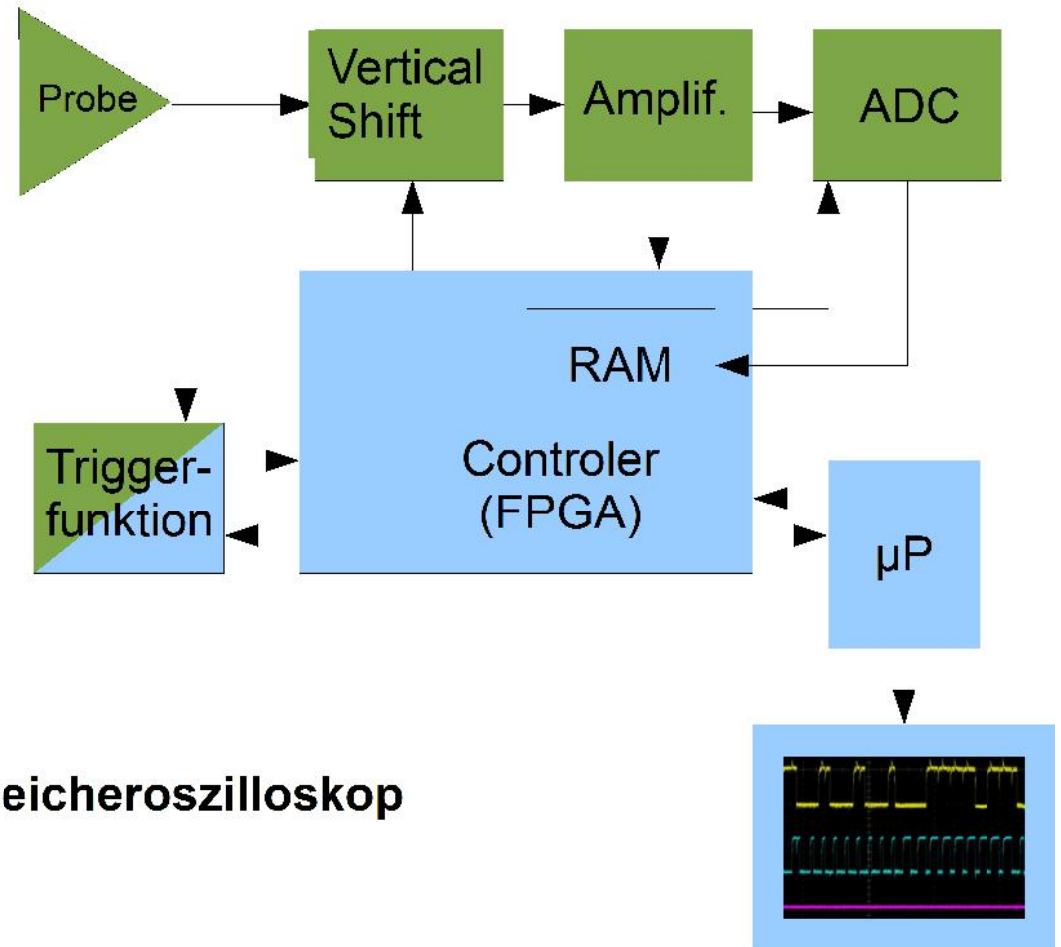 Probe
Vertical
Shift
Amplif.
ADC
RAM
Controler
(FPGA)
Trigger-
funktion
µP
eicheroszilloskop